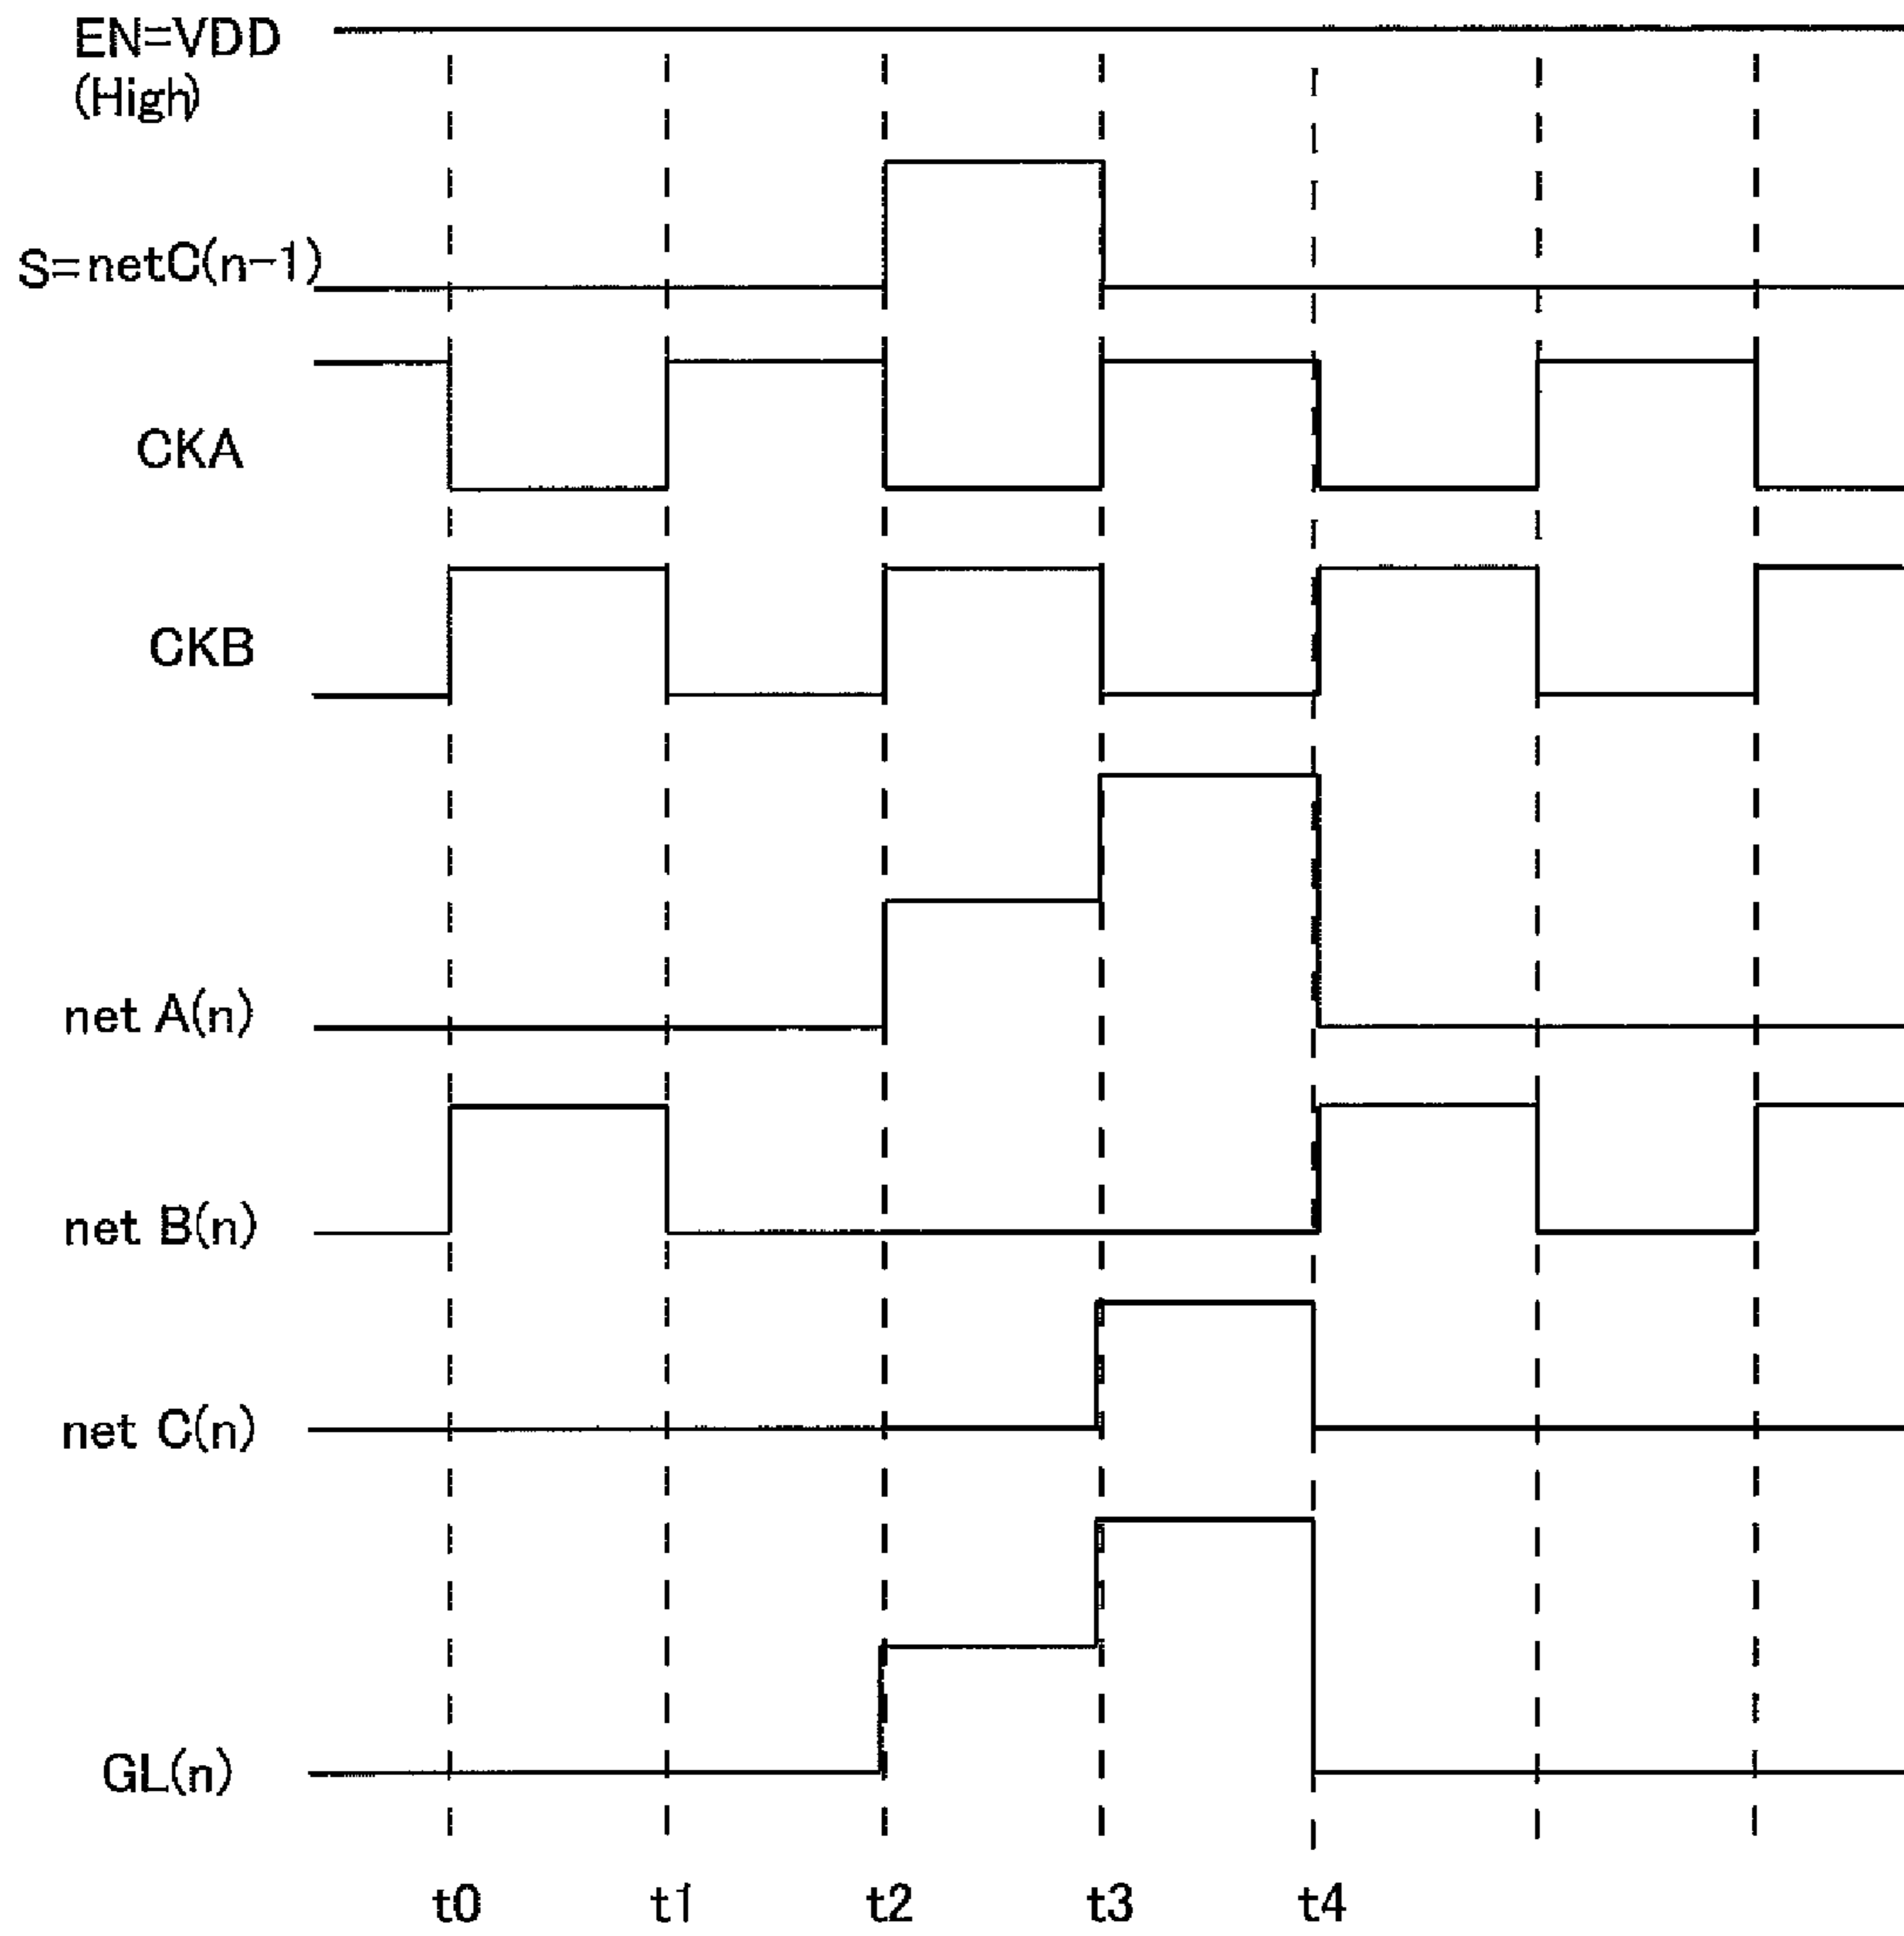 EN=VDD
(High)
S=netC(n-1)
CKA
CKB
net A(n)
net B(n)
net C(n)
GL(n)
t0 t1 t2 t3 t4